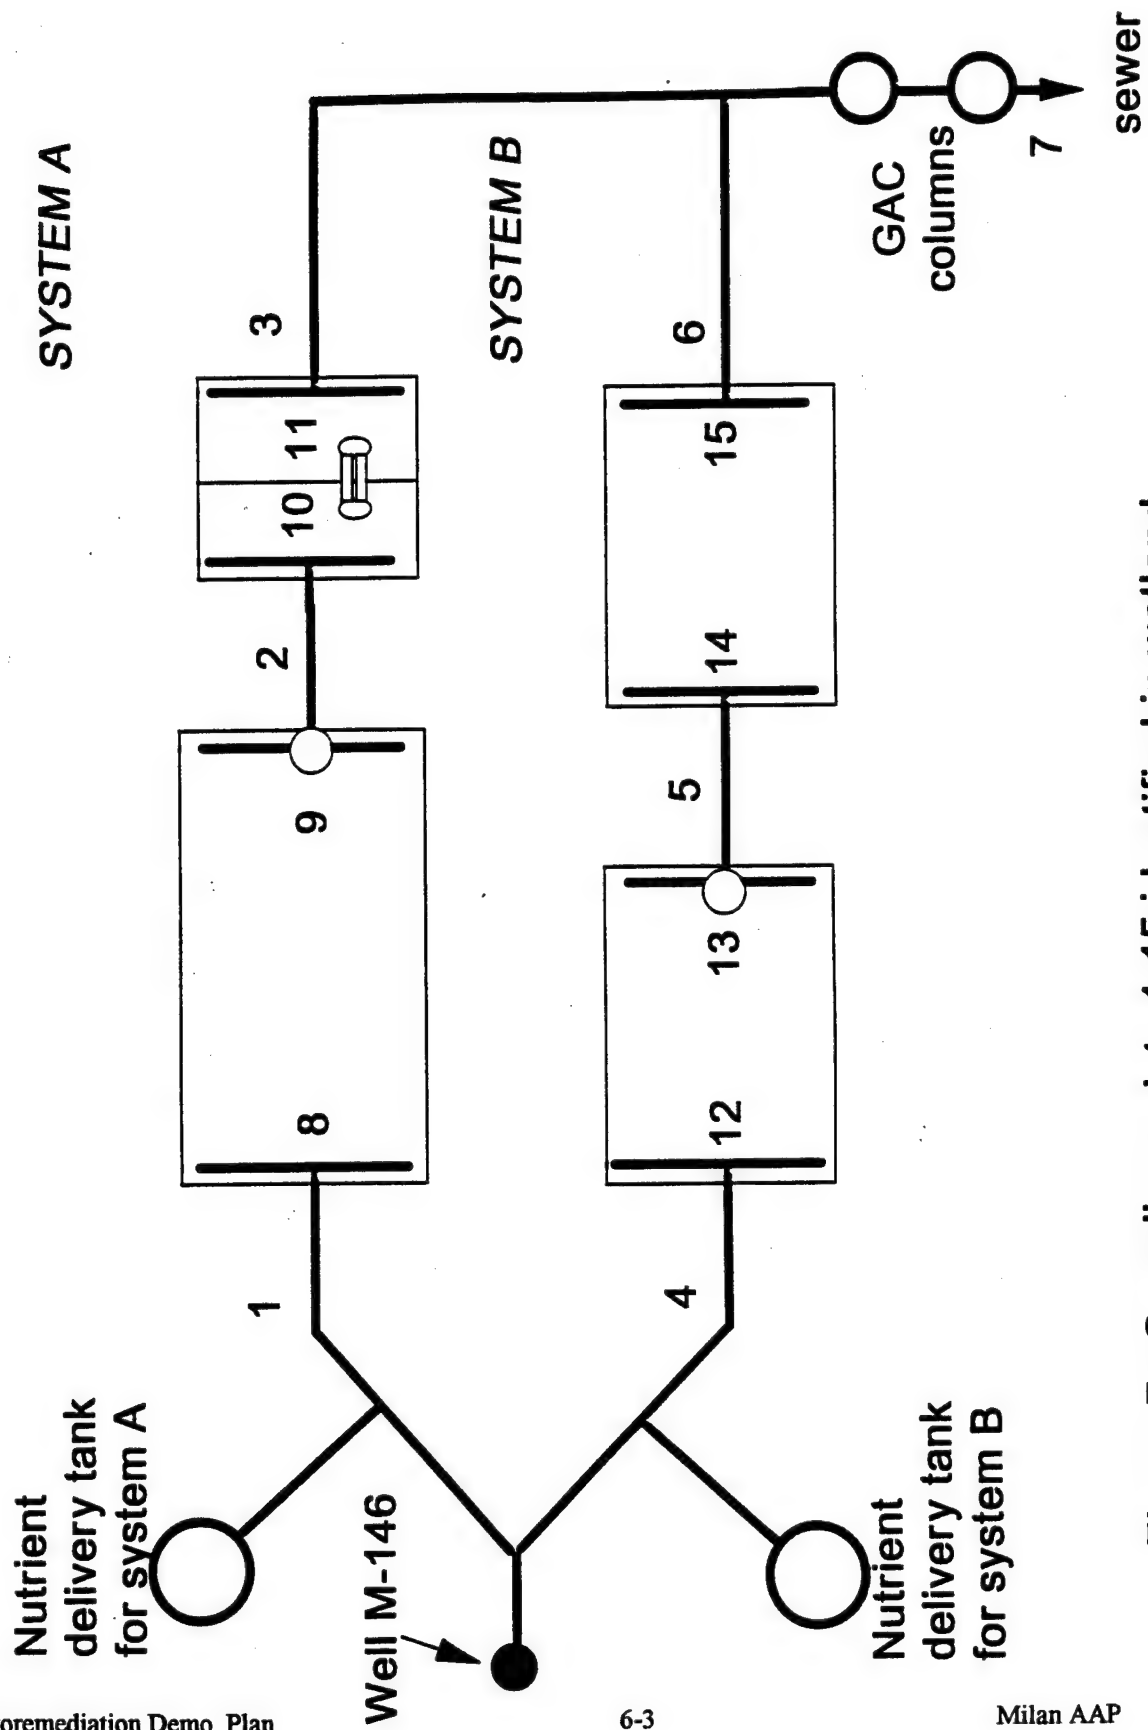 Nutrient
delivery tank
for system A
SYSTEM A
1
8
9
2
10
11
3
Well M-146
SYSTEM B
4
12
13
5
14
15
6
Nutrient
delivery tank
for system B
GAC
columns
7
sewer
Demo Plan
6-3
Milan AAP